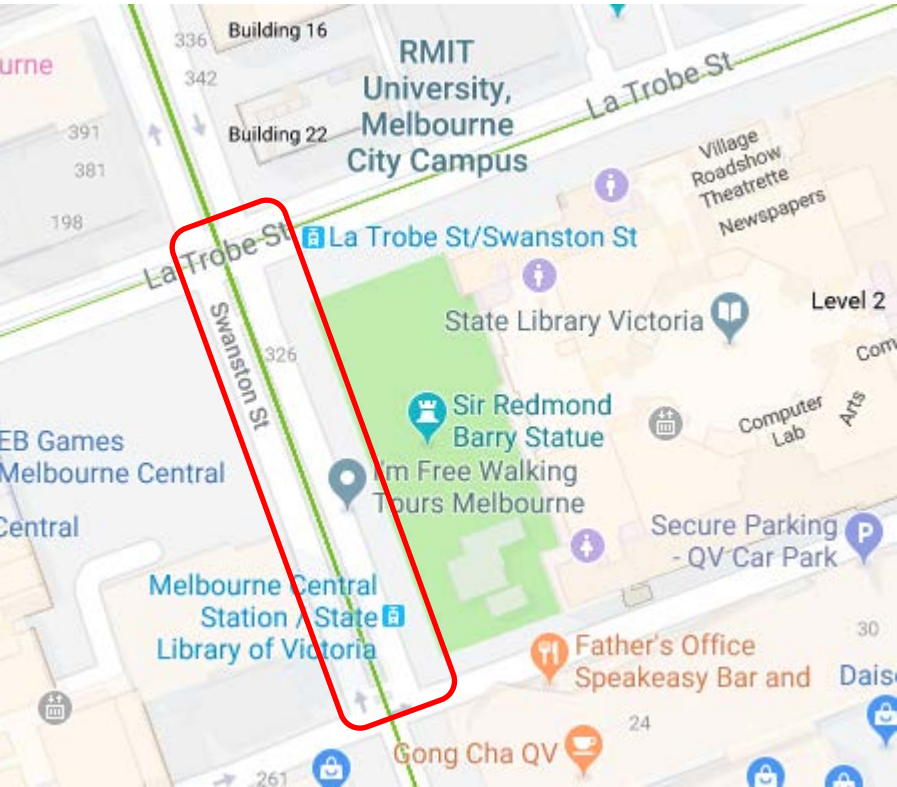 336
Building 16
RMIT
University,
Melbourne
City Campus
urne
342
La Trobe St
391
Building 22
381
Village
Roadshow
Theatrette
198
Newspapers
La Trobe St
La Trobe St/Swanston St
Level 2
State Library Victoria
Swanston St
326
Com
Sir Redmond
Barry Statue
Computer
Lab
Arts
EB Games
Melbourne Central
I'm Free Walking
Tours Melbourne
Central
Secure Parking
- QV Car Park
P
Melbourne Central
Station / State
Library of Victoria
30
Father's Office
Speakeasy Bar and
Dais
24
Gong Cha QV
261